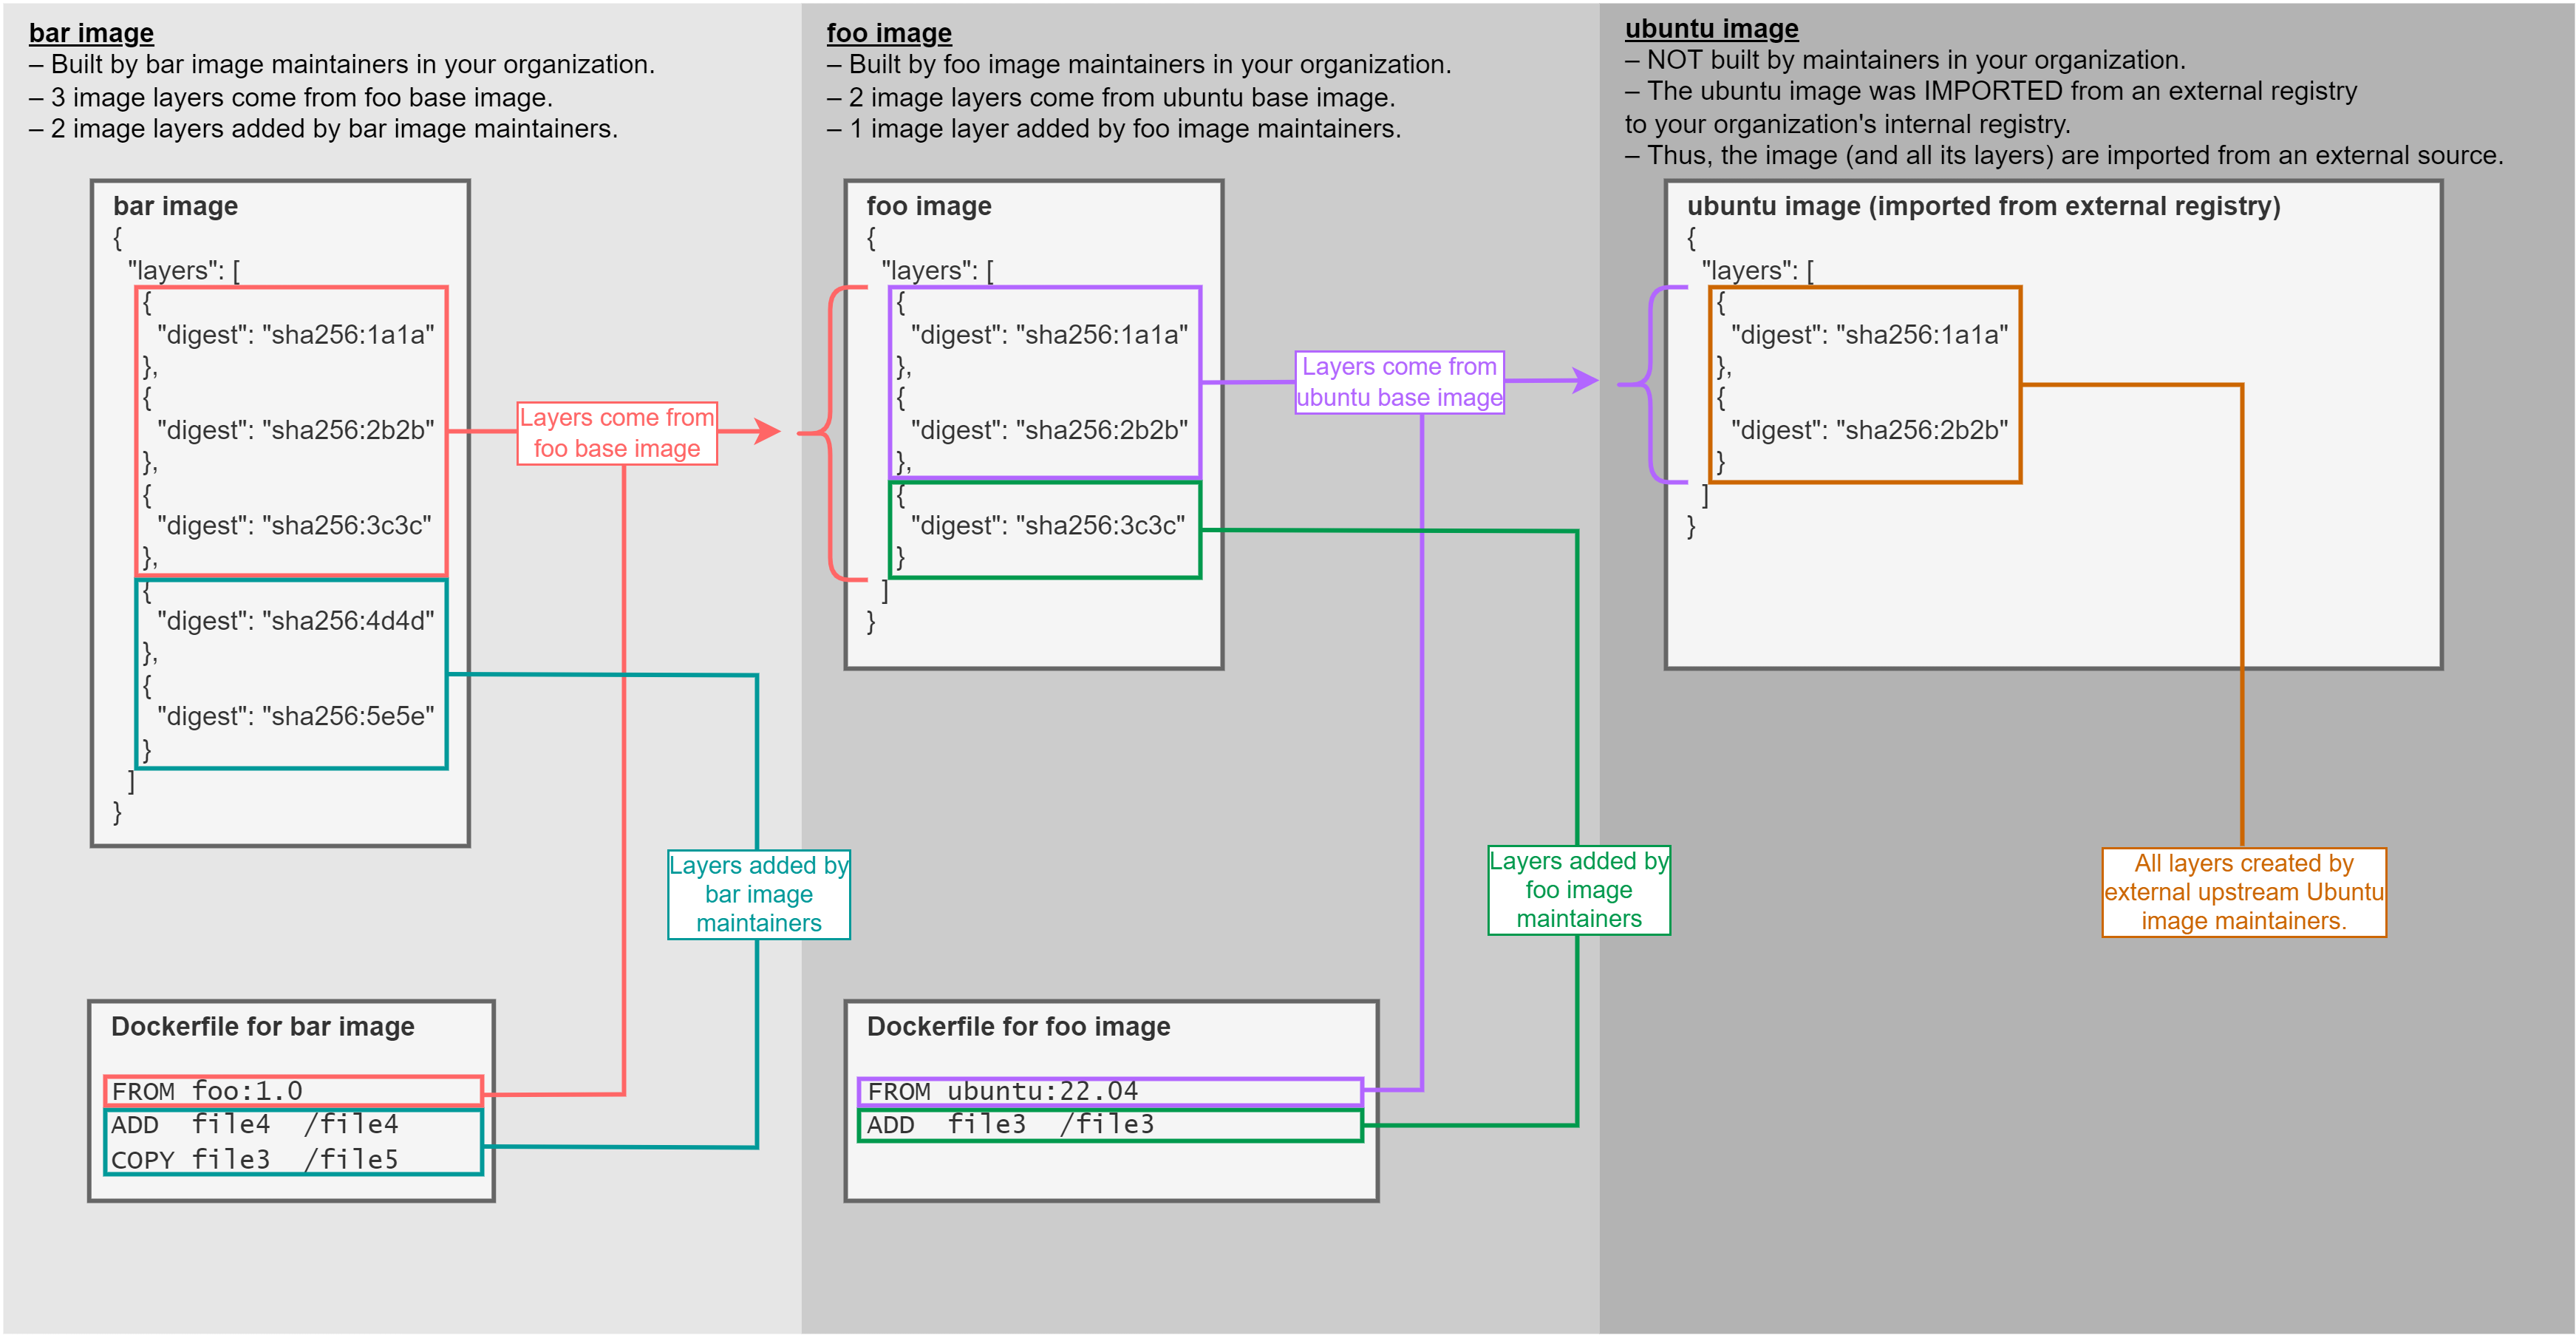 bar image
– Built by bar image maintainers in your organization.
– 3 image layers come from foo base image.
– 2 image layers added by bar image maintainers.
bar image
{
"layers": [
{
"digest": "sha256:1a1a"
},
{
"digest": "sha256:2b2b"
},
{
"digest": "sha256:3c3c"
},
{
"digest": "sha256:4d4d"
},
{
"digest": "sha256:5e5e"
}
]
}
Layers come from
foo base image
Layers added by
bar image
maintainers
Dockerfile for bar image
FROM foo:1.0
ADD file4 /file4
COPY file3 /file5
foo image
– Built by foo image maintainers in your organization.
– 2 image layers come from ubuntu base image.
– 1 image layer added by foo image maintainers.
foo image
{
"layers": [
{
"digest": "sha256:1a1a"
},
{
"digest": "sha256:2b2b"
},
{
"digest": "sha256:3c3c"
}
]
}
Layers come from
ubuntu base image
Layers added by
foo image
maintainers
Dockerfile for foo image
FROM ubuntu:22.04
ADD file3 /file3
ubuntu image
– NOT built by maintainers in your organization.
– The ubuntu image was IMPORTED from an external registry
to your organization's internal registry.
– Thus, the image (and all its layers) are imported from an external source.
ubuntu image (imported from external registry)
{
"layers": [
{
"digest": "sha256:1a1a"
},
{
"digest": "sha256:2b2b"
}
]
}
All layers created by
external upstream Ubuntu
image maintainers.